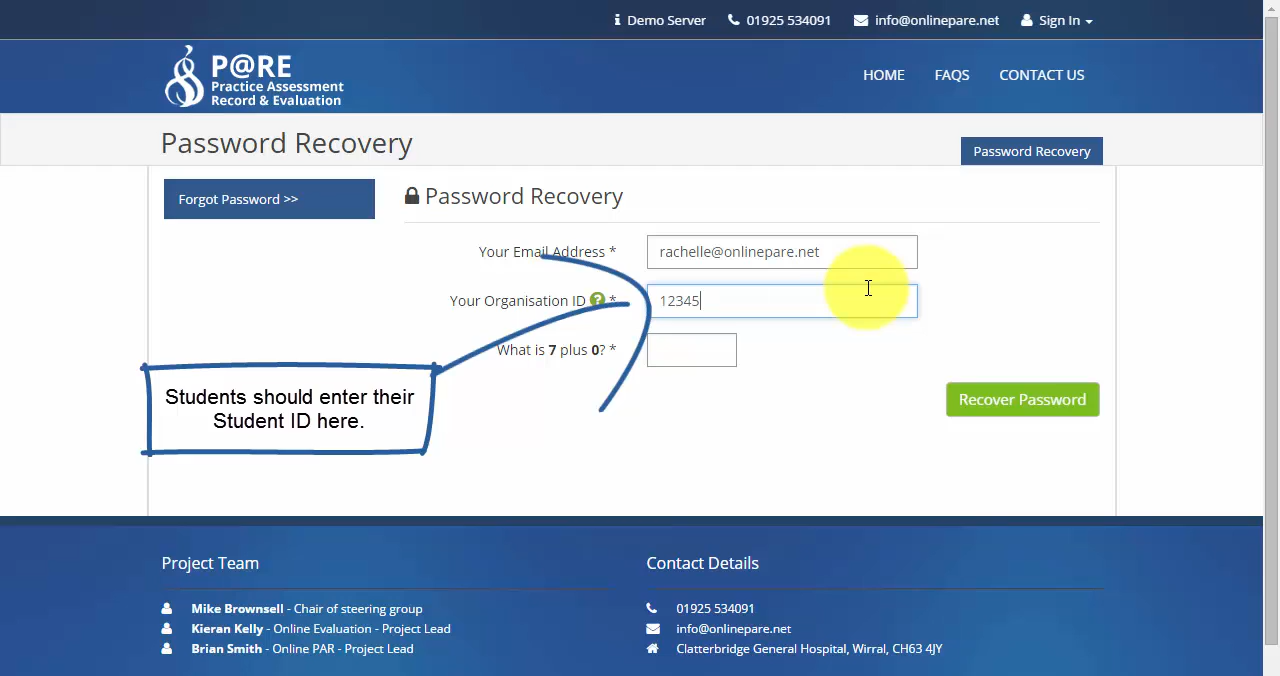 Demo Server 01925 534091 info@onlinepare.net Sign In
P@RE
Practice Assessment
Record & Evaluation
HOME FAQS CONTACT US
Password Recovery
Password Recovery
Forgot Password >>
Password Recovery
Your Email Address * rachelle@onlinepare.net
Your Organisation ID ? * 12345
What is 7 plus 0? *
Students should enter their
Student ID here.
Recover Password
Project Team
Mike Brownsell - Chair of steering group
Kieran Kelly - Online Evaluation - Project Lead
Brian Smith - Online PAR - Project Lead
Contact Details
01925 534091
info@onlinepare.net
Clatterbridge General Hospital, Wirral, CH63 4JY